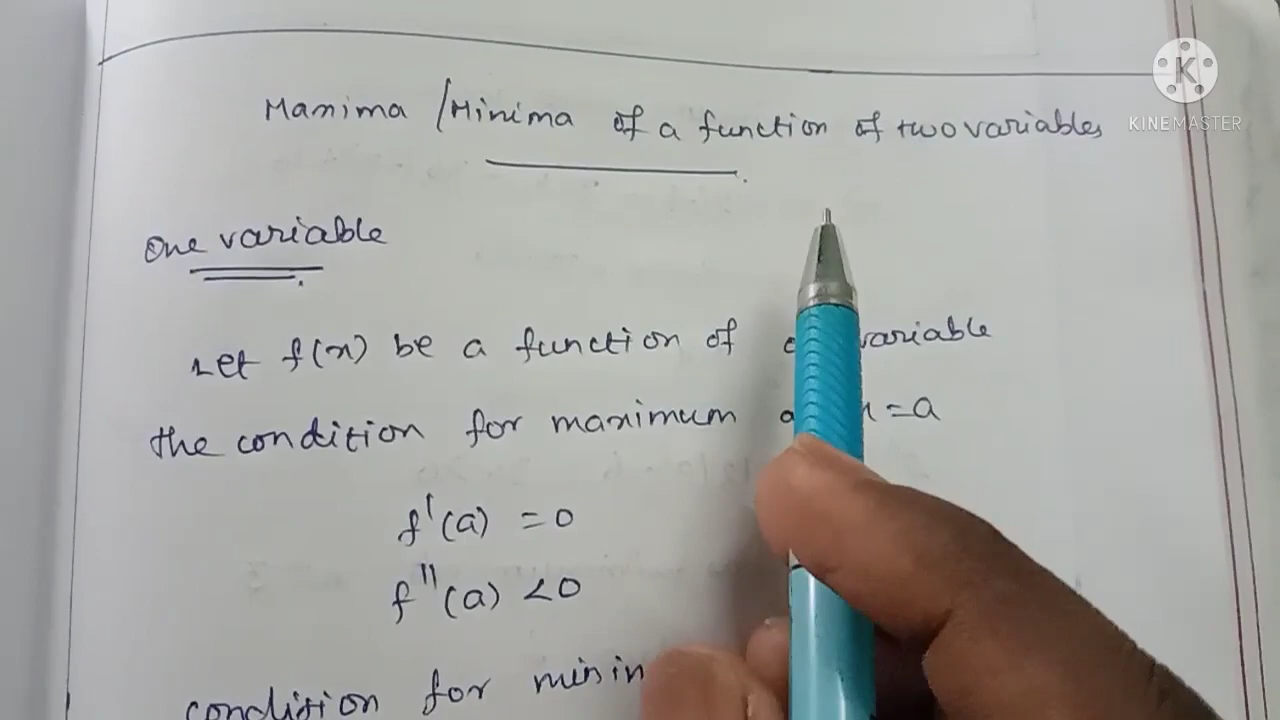 Maxima / Minima of a function of two variables
K
KINEMASTER
One variable
Let f(x) be a function of variable
the condition for maximum x = a
f'(a) = 0
f''(a) < 0
condition for minim